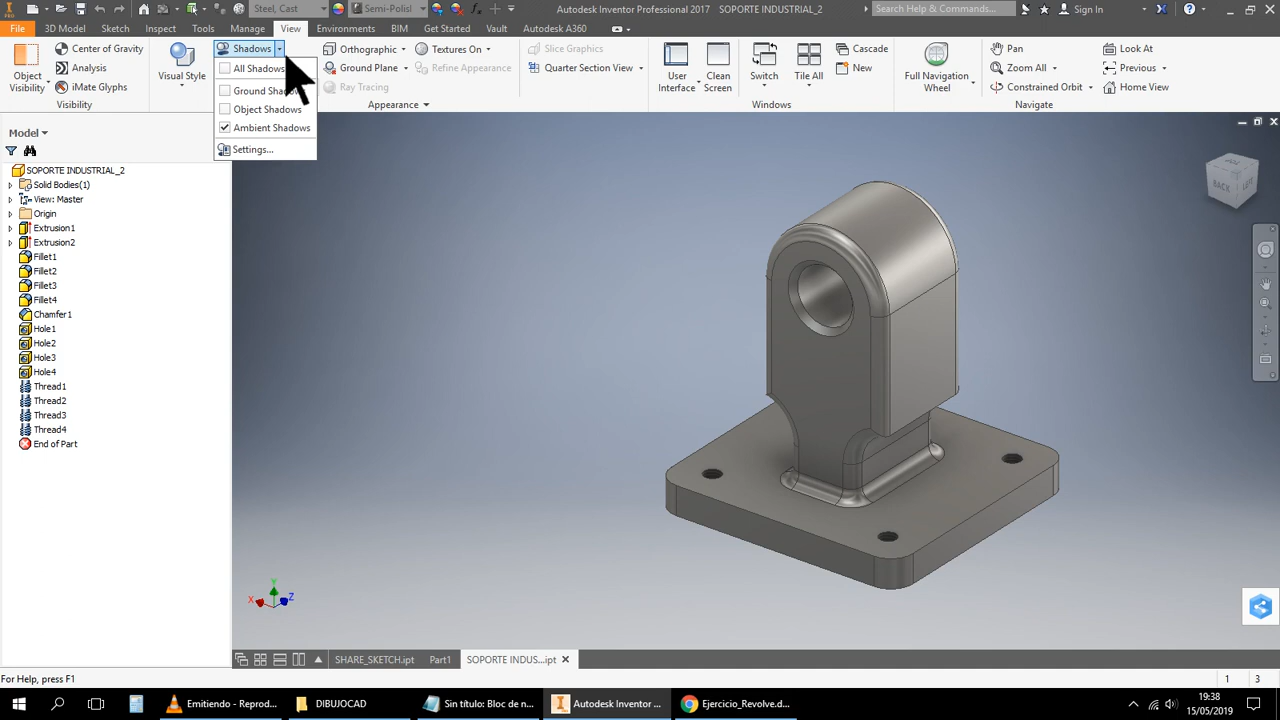 PRO
Steel, Cast
Semi-Polisl
Autodesk Inventor Professional 2017
SOPORTE INDUSTRIAL_2
Search Help & Commands...
Sign In
File
3D Model
Sketch
Inspect
Tools
Manage
View
Environments
BIM
Get Started
Vault
Autodesk A360
Object
Visibility
Center of Gravity
Analysis
iMate Glyphs
Visibility
Visual Style
Shadows
All Shadows
Ground Shadows
Object Shadows
Ambient Shadows
Settings...
Orthographic
Ground Plane
Ray Tracing
Textures On
Refine Appearance
Slice Graphics
Quarter Section View
Appearance
User
Interface
Clean
Screen
Switch
Tile All
Cascade
New
Windows
Full Navigation
Wheel
Pan
Zoom All
Constrained Orbit
Look At
Previous
Home View
Navigate
Model
SOPORTE INDUSTRIAL_2
Solid Bodies(1)
View: Master
Origin
Extrusion1
Extrusion2
Fillet1
Fillet2
Fillet3
Fillet4
Chamfer1
Hole1
Hole2
Hole3
Hole4
Thread1
Thread2
Thread3
Thread4
End of Part
BACK
LEFT
Y
X
Z
SHARE_SKETCH.ipt
Part1
SOPORTE INDUS...ipt
For Help, press F1
1
3
Emitiendo - Reprod...
DIBUJOCAD
Sin título: Bloc de n...
Autodesk Inventor ...
Ejercicio_Revolve.d...
19:38
15/05/2019